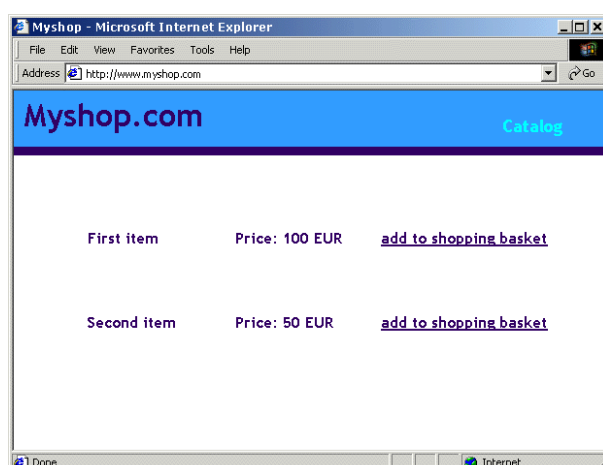 Myshop - Microsoft Internet Explorer
File Edit View Favorites Tools Help
Address http://www.myshop.com Go
Myshop.com
Catalog
First item Price: 100 EUR add to shopping basket
Second item Price: 50 EUR add to shopping basket
Done Internet